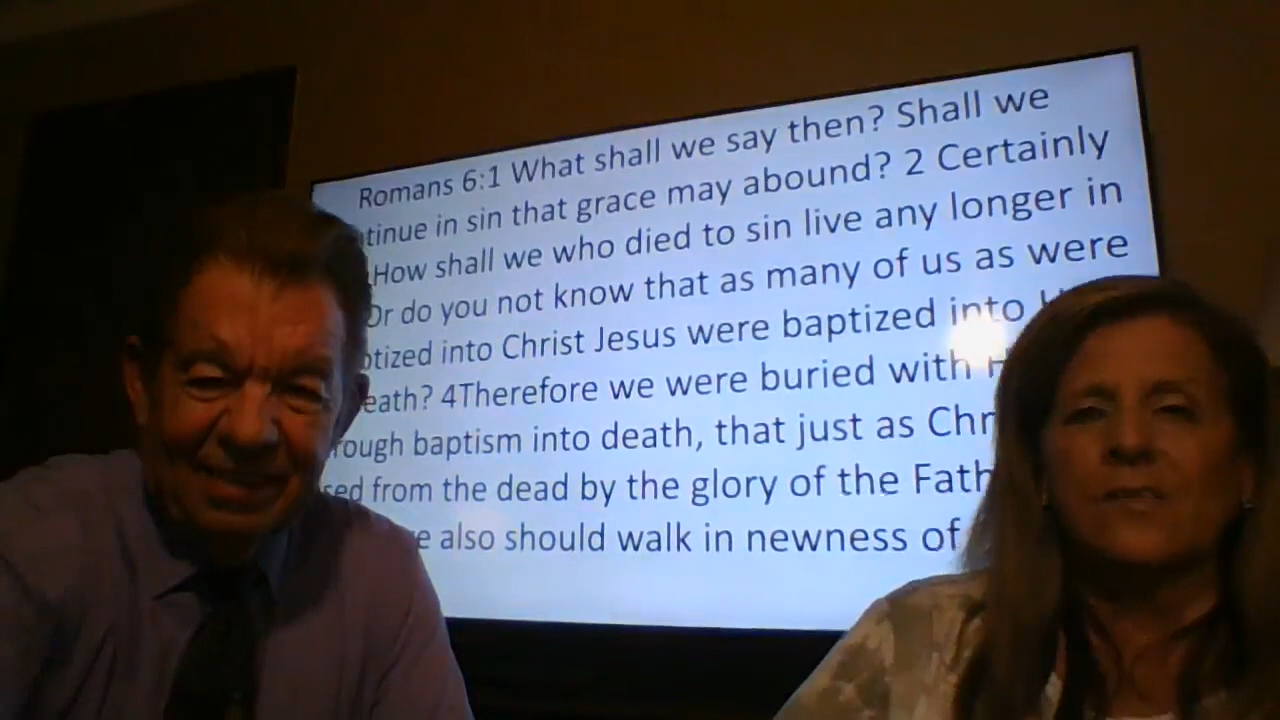 Romans 6:1 What shall we say then? Shall we
tinue in sin that grace may abound? 2 Certainly
How shall we who died to sin live any longer in
Or do you not know that as many of us as were
tized into Christ Jesus were baptized into
eath? 4Therefore we were buried with H
rough baptism into death, that just as Chr
sed from the dead by the glory of the Fath
e also should walk in newness of